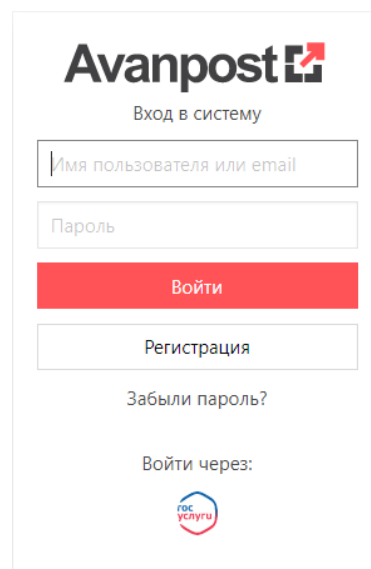 Avanpost
Вход в систему
Имя пользователя или email
Пароль
Войти
Регистрация
Забыли пароль?
Войти через:
гос
услуги